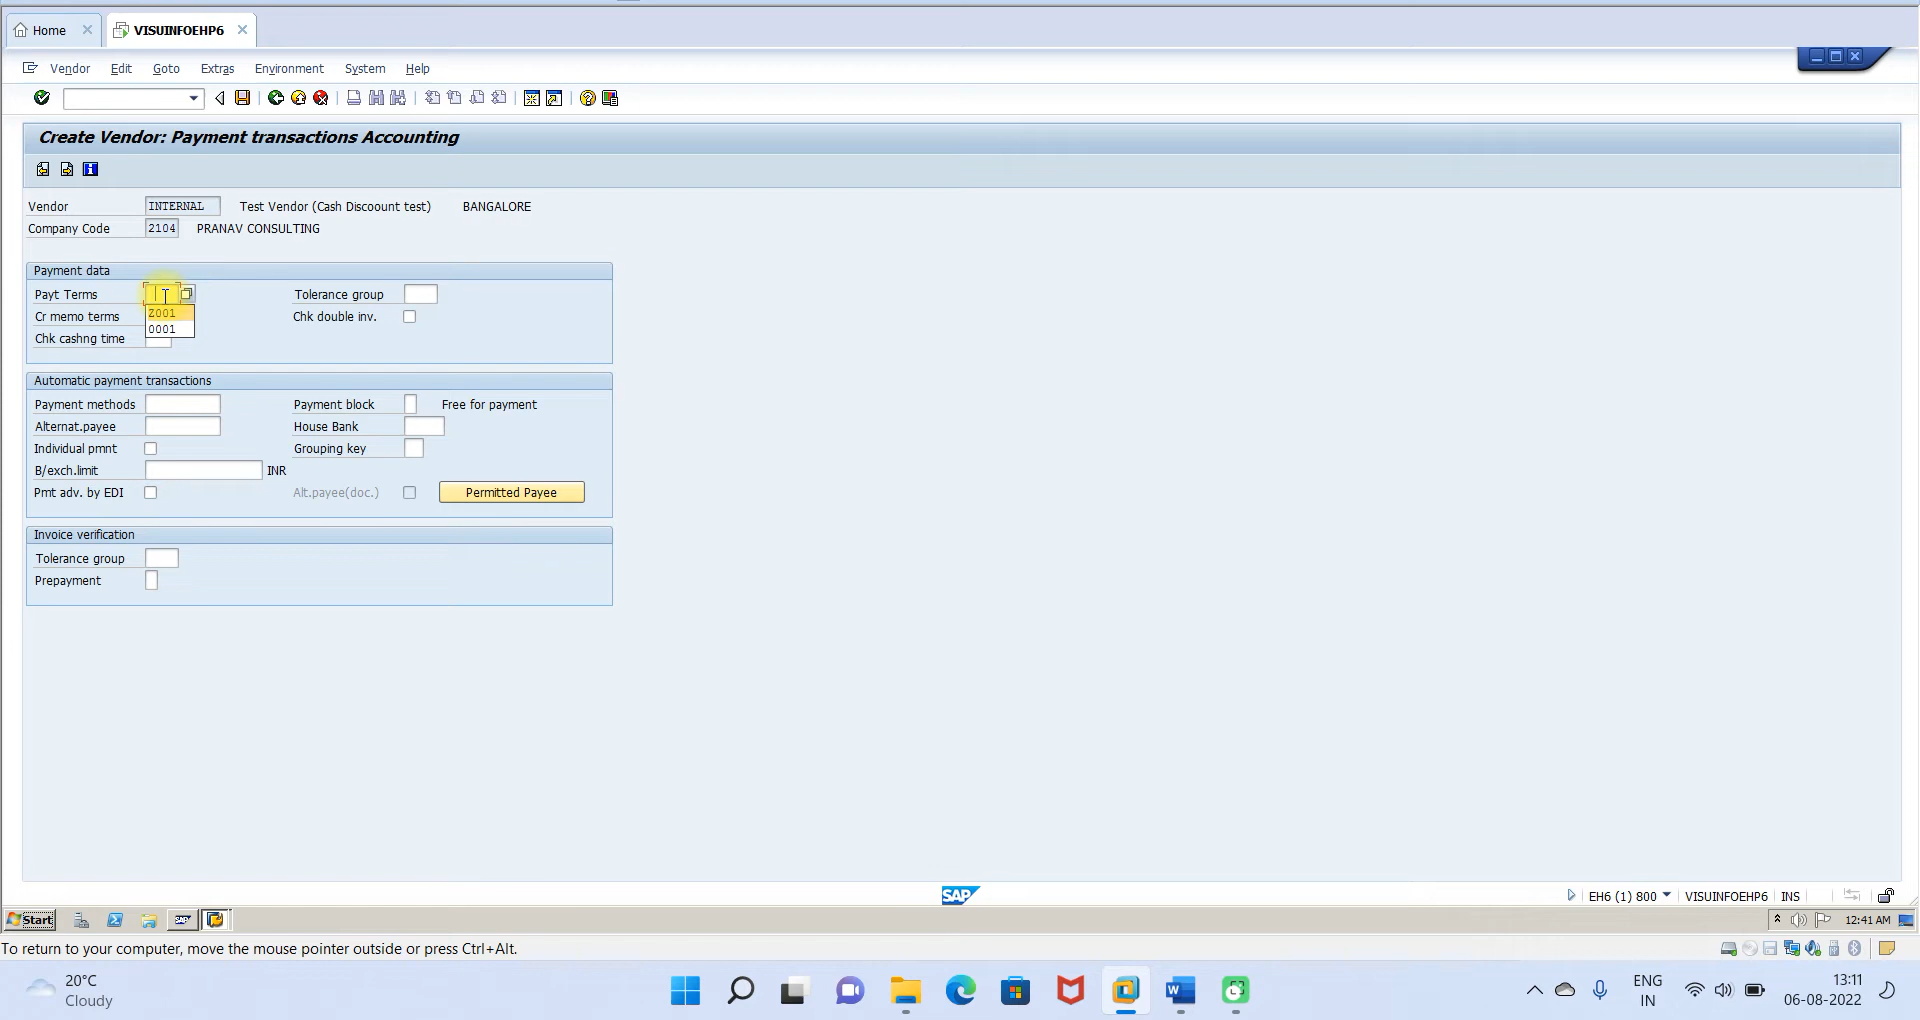 Home
VISUINFOEHP6
Vendor Edit Goto Extras Environment System Help
Create Vendor: Payment transactions Accounting
Vendor INTERNAL Test Vendor (Cash Discoount test) BANGALORE
Company Code 2104 PRANAV CONSULTING
Payment data
Payt Terms Tolerance group
Z001
Cr memo terms Chk double inv.
0001
Chk cashng time
Automatic payment transactions
Payment methods Payment block Free for payment
Alternat.payee House Bank
Individual pmnt Grouping key
B/exch.limit INR
Pmt adv. by EDI Alt.payee(doc.) Permitted Payee
Invoice verification
Tolerance group
Prepayment
SAP
EH6 (1) 800 VISUINFOEHP6 INS
Start 12:41 AM
To return to your computer, move the mouse pointer outside or press Ctrl+Alt.
20°C
Cloudy
ENG
IN
13:11
06-08-2022